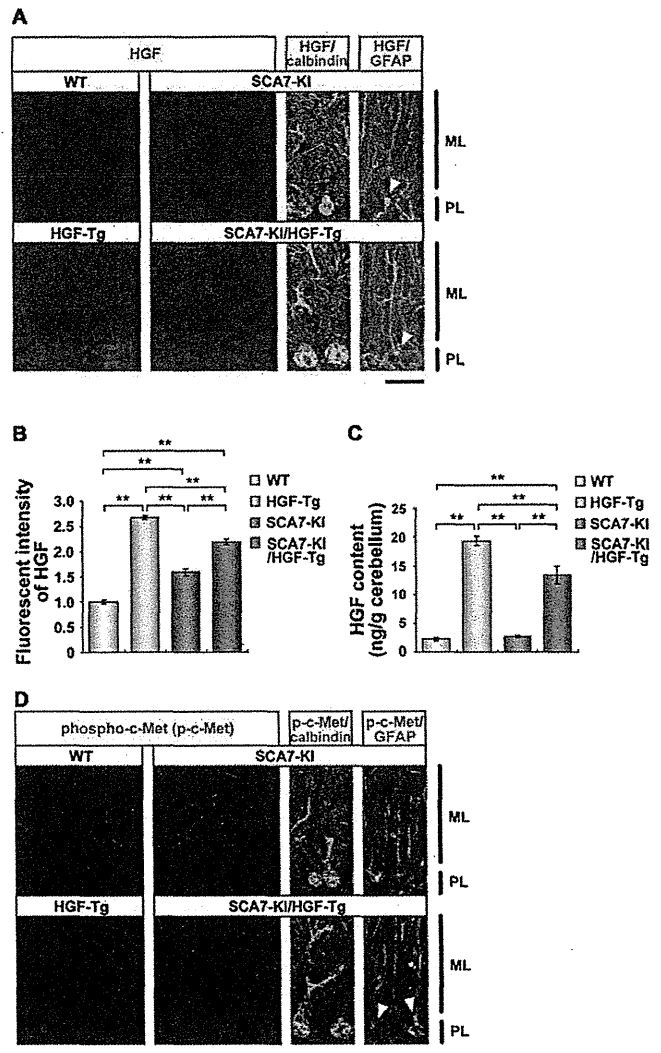 A
HGF
HGF/
calbindin
HGF/
GFAP
WT
SCA7-KI
ML
PL
HGF-Tg
SCA7-KI/HGF-Tg
ML
PL
B
**
**
**
** ** **
Fluorescent intensity
of HGF
3.0
2.5
2.0
1.5
1.0
0.5
0
WT
HGF-Tg
SCA7-KI
SCA7-KI
/HGF-Tg
C
**
**
** ** **
HGF content
(ng/g cerebellum)
25
20
15
10
5
0
WT
HGF-Tg
SCA7-KI
SCA7-KI
/HGF-Tg
D
phospho-c-Met (p-c-Met)
p-c-Met/
calbindin
p-c-Met/
GFAP
WT
SCA7-KI
ML
PL
HGF-Tg
SCA7-KI/HGF-Tg
ML
PL